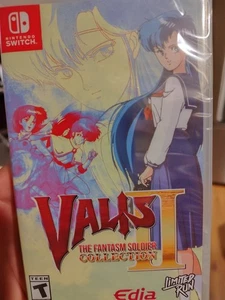 NINTENDO
SWITCH
VALIS II
THE FANTASM SOLDIER
COLLECTION
TEEN
T
Edia
LIMITED
RUN